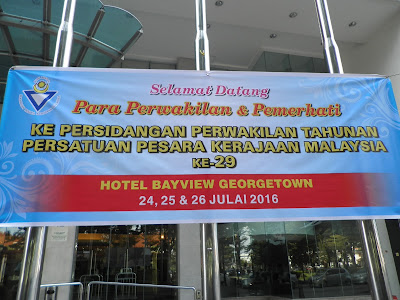 Selamat Datang
Para Perwakilan & Pemerhati
KE PERSIDANGAN PERWAKILAN TAHUNAN
PERSATUAN PESARA KERAJAAN MALAYSIA
KE-29
HOTEL BAYVIEW GEORGETOWN
24, 25 & 26 JULAI 2016